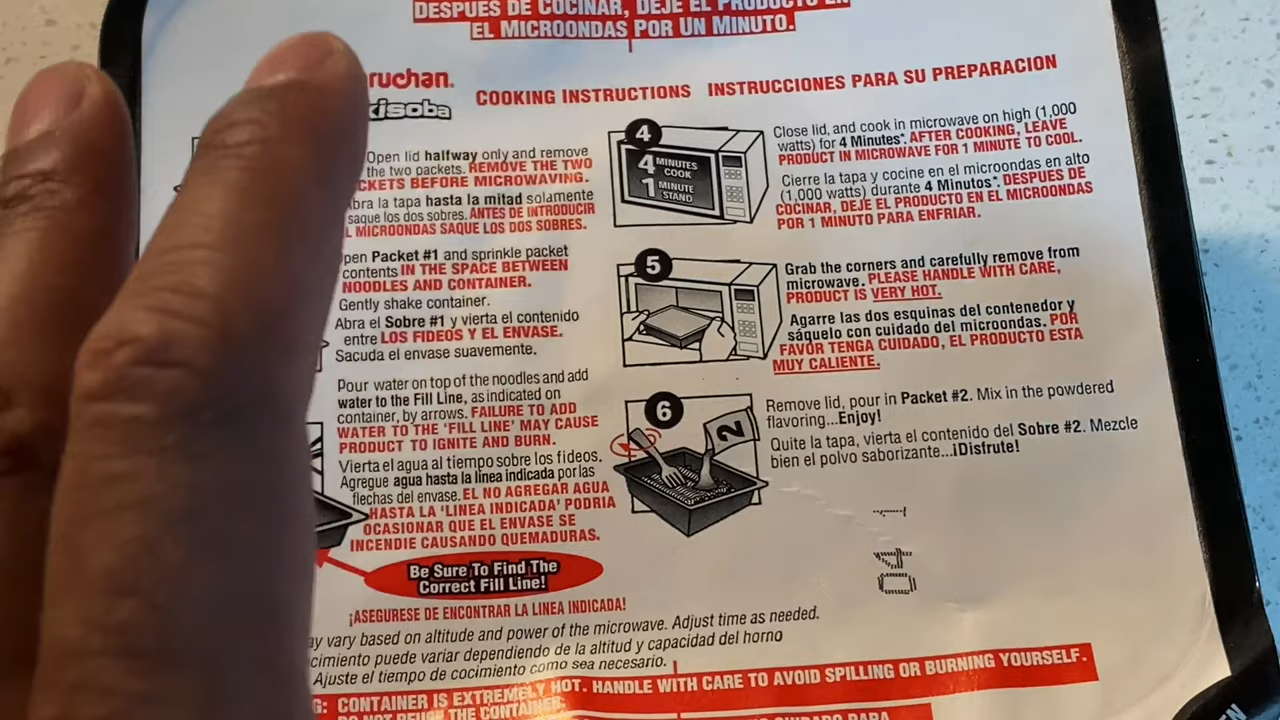 DESPUES DE COCINAR, DEJE EL PRODUCTO EN
EL MICROONDAS POR UN MINUTO.
ruchan.
kisoba
COOKING INSTRUCTIONS INSTRUCCIONES PARA SU PREPARACION
Open lid halfway only and remove
the two packets. REMOVE THE TWO
CKETS BEFORE MICROWAVING.
bra la tapa hasta la mitad solamente
saque los dos sobres. ANTES DE INTRODUCIR
L MICROONDAS SAQUE LOS DOS SOBRES.
pen Packet #1 and sprinkle packet
contents IN THE SPACE BETWEEN
NOODLES AND CONTAINER.
Gently shake container.
Abra el Sobre #1 y vierta el contenido
entre LOS FIDEOS Y EL ENVASE.
Sacuda el envase suavemente.
Pour water on top of the noodles and add
water to the Fill Line, as indicated on
container, by arrows. FAILURE TO ADD
WATER TO THE 'FILL LINE' MAY CAUSE
PRODUCT TO IGNITE AND BURN.
Vierta el agua al tiempo sobre los fideos.
Agregue agua hasta la linea indicada por las
flechas del envase. EL NO AGREGAR AGUA
HASTA LA 'LINEA INDICADA' PODRIA
OCASIONAR QUE EL ENVASE SE
INCENDIE CAUSANDO QUEMADURAS.
Be Sure To Find The
Correct Fill Line!
¡ASEGURESE DE ENCONTRAR LA LINEA INDICADA!
4
4 MINUTES
COOK
1 MINUTE
STAND
Close lid, and cook in microwave on high (1,000
watts) for 4 Minutes*. AFTER COOKING, LEAVE
PRODUCT IN MICROWAVE FOR 1 MINUTE TO COOL.
Cierre la tapa y cocine en el microondas en alto
(1,000 watts) durante 4 Minutos*. DESPUES DE
COCINAR, DEJE EL PRODUCTO EN EL MICROONDAS
POR 1 MINUTO PARA ENFRIAR.
5
Grab the corners and carefully remove from
microwave. PLEASE HANDLE WITH CARE,
PRODUCT IS VERY HOT.
Agarre las dos esquinas del contenedor y
sáquelo con cuidado del microondas. POR
FAVOR TENGA CUIDADO, EL PRODUCTO ESTA
MUY CALIENTE.
6
2
Remove lid, pour in Packet #2. Mix in the powdered
flavoring...Enjoy!
Quite la tapa, vierta el contenido del Sobre #2. Mezcle
bien el polvo saborizante...¡Disfrute!
ay vary based on altitude and power of the microwave. Adjust time as needed.
cimiento puede variar dependiendo de la altitud y capacidad del horno
Ajuste el tiempo de cocimiento como sea necesario.
G: CONTAINER IS EXTREMELY HOT. HANDLE WITH CARE TO AVOID SPILLING OR BURNING YOURSELF.
DO NOT REUSE THE CONTAINER.